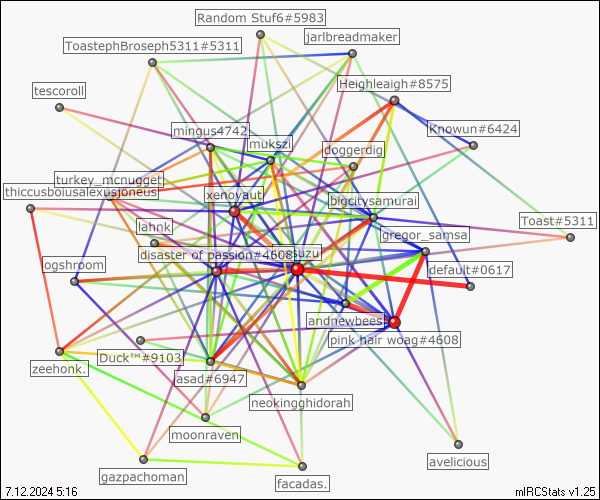 Random Stuf6#5983
jarlbreadmaker
ToastephBroseph5311#5311
Heighleaigh#8575
tescoroll
mingus4742
Knowun#6424
mukszi
doggerdig
turkey_mcnugget
thiccusboiusalexusioneus
xenovaut
bigcitysamurai
Toast#5311
lahnk
gregor_samsa
disaster of passion#4608
suzu
ogshroom
default#0617
andnewbees
pink hair woag#4608
Duck™#9103
zeehonk.
asad#6947
neokingghidorah
moonraven
avelicious
gazpachoman
facadas.
7.12.2024 5:16
mIRCStats v1.25